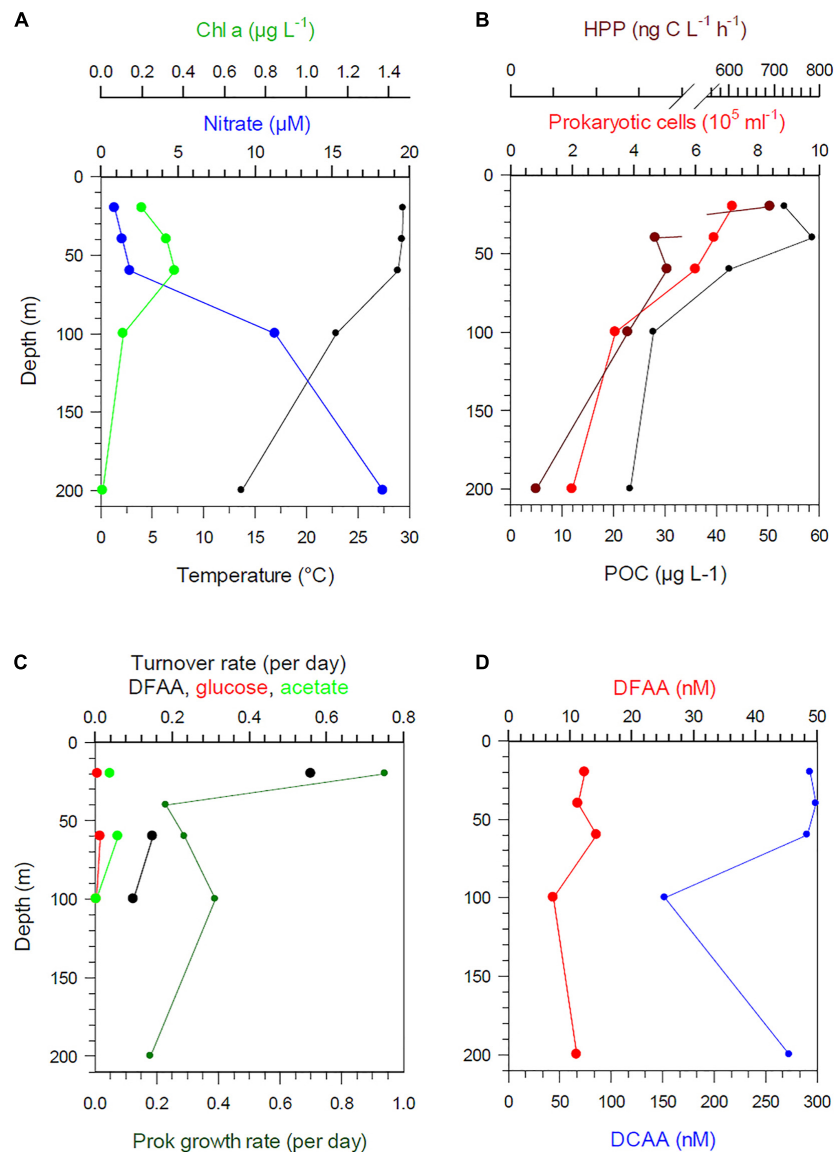 A
Chl a (µg L-1)
0.0 0.2 0.4 0.6 0.8 1.0 1.2 1.4
Nitrate (µM)
0 5 10 15 20
0
50
100
150
200
Depth (m)
0 5 10 15 20 25 30
Temperature (°C)
B
HPP (ng C L-1 h-1)
0 600 700 800
Prokaryotic cells (10^5 ml-1)
0 2 4 6 8 10
0
50
100
150
200
0 10 20 30 40 50 60
POC (µg L-1)
C
Turnover rate (per day)
DFAA, glucose, acetate
0.0 0.2 0.4 0.6 0.8
0
50
100
150
200
Depth (m)
0.0 0.2 0.4 0.6 0.8 1.0
Prok growth rate (per day)
D
DFAA (nM)
0 10 20 30 40 50
0
50
100
150
200
0 50 100 150 200 250 300
DCAA (nM)